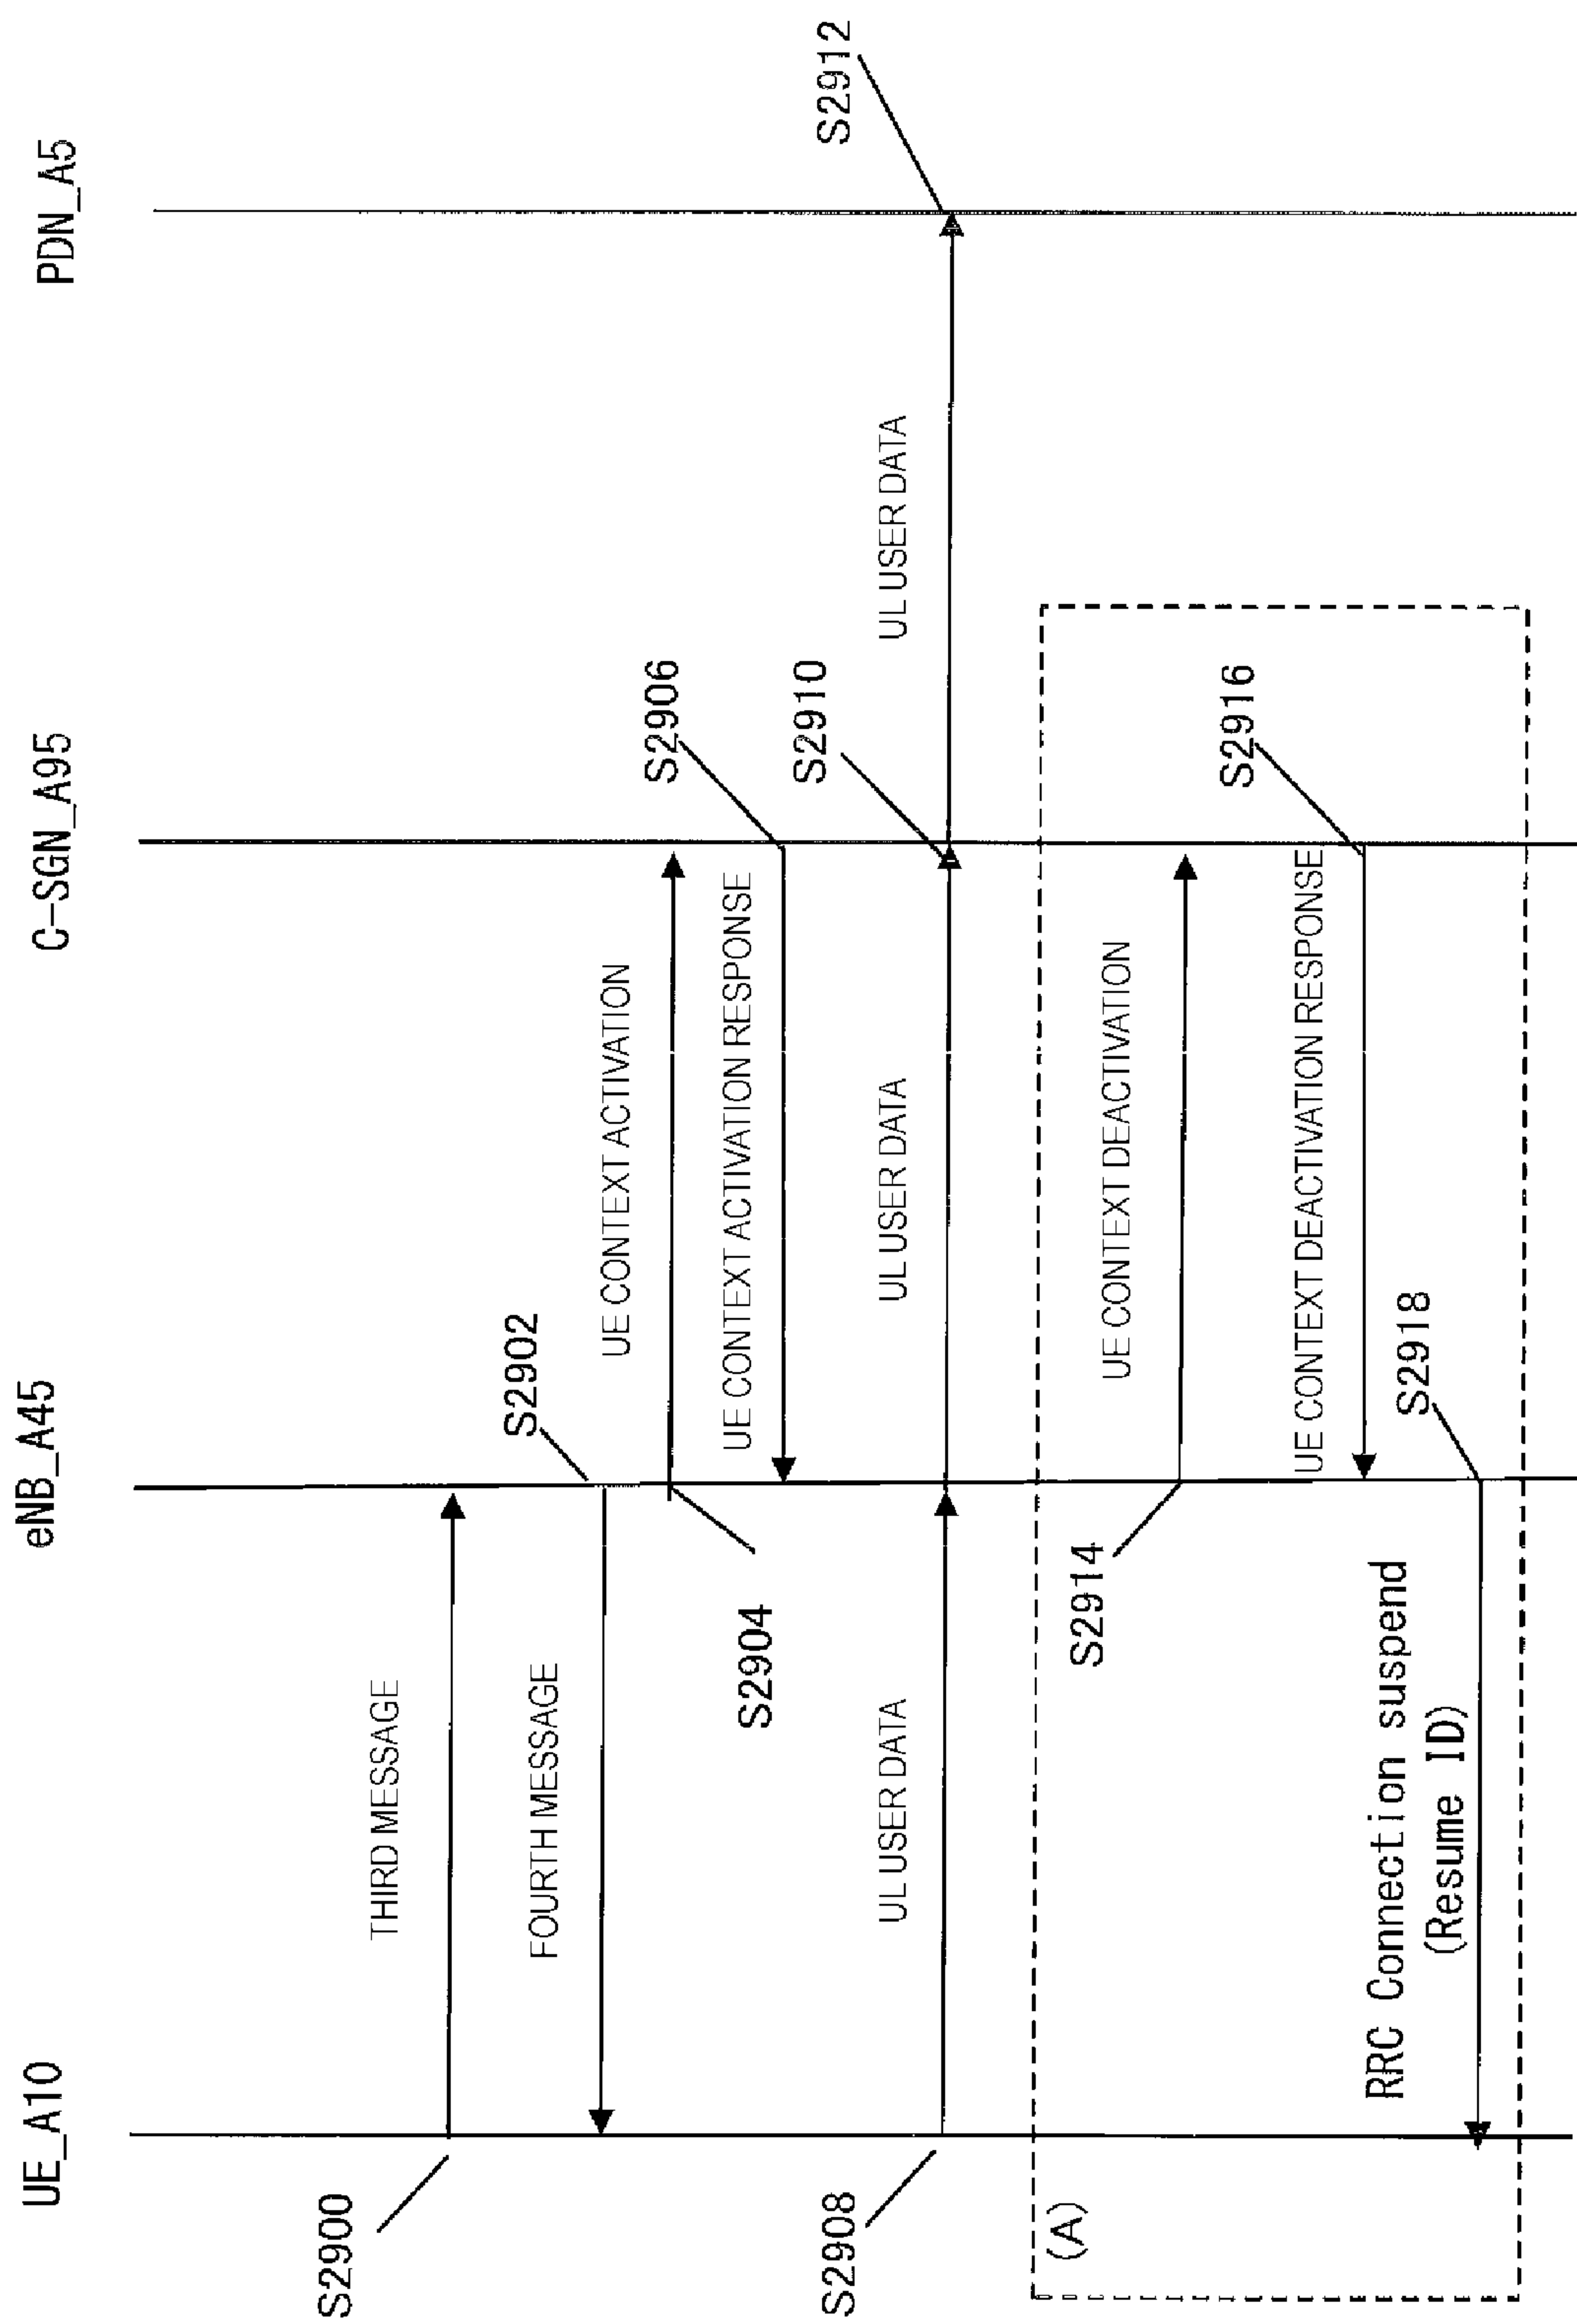 UE_A10
eNB_A45
C-SGN_A95
PDN_A5
S2900
THIRD MESSAGE
S2902
FOURTH MESSAGE
S2904
UE CONTEXT ACTIVATION
S2906
UE CONTEXT ACTIVATION RESPONSE
S2908
UL USER DATA
S2910
UL USER DATA
S2912
UL USER DATA
(A)
S2914
UE CONTEXT DEACTIVATION
S2916
UE CONTEXT DEACTIVATION RESPONSE
S2918
RRC Connection suspend
(Resume ID)